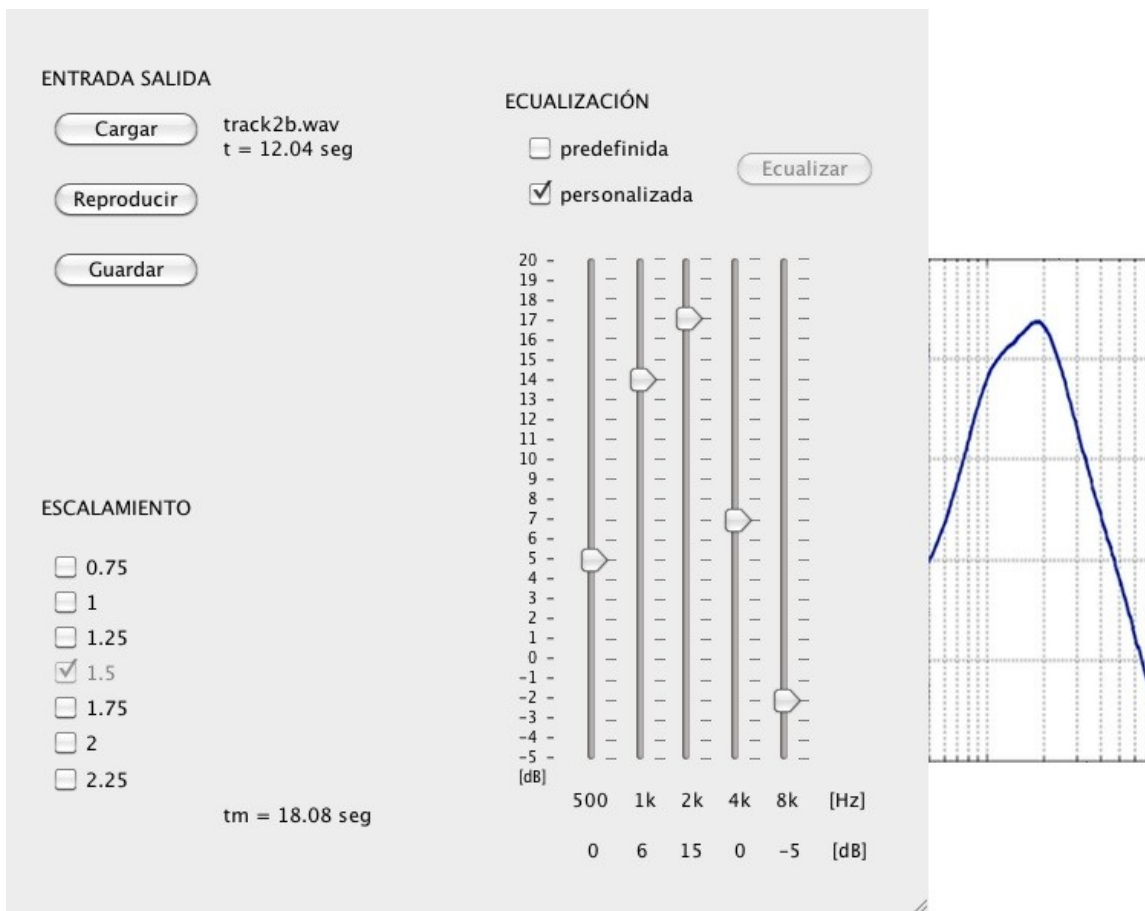 ENTRADA SALIDA
Cargar
track2b.wav
t = 12.04 seg
Reproducir
Guardar
ESCALAMIENTO
0.75
1
1.25
1.5
1.75
2
2.25
tm = 18.08 seg
ECUALIZACIÓN
predefinida
personalizada
Ecualizar
20
19
18
17
16
15
14
13
12
11
10
9
8
7
6
5
4
3
2
1
0
-1
-2
-3
-4
-5
[dB]
500 1k 2k 4k 8k [Hz]
0 6 15 0 -5 [dB]